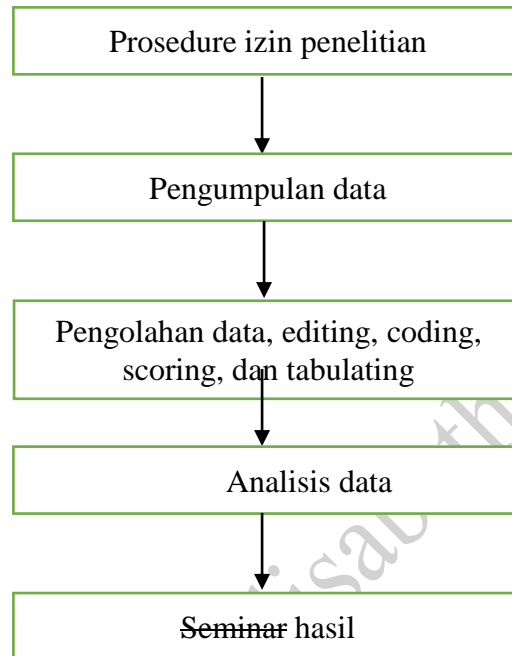 Prosedure izin penelitian
Pengumpulan data
Pengolahan data, editing, coding,
scoring, dan tabulating
Analisis data
Seminar hasil